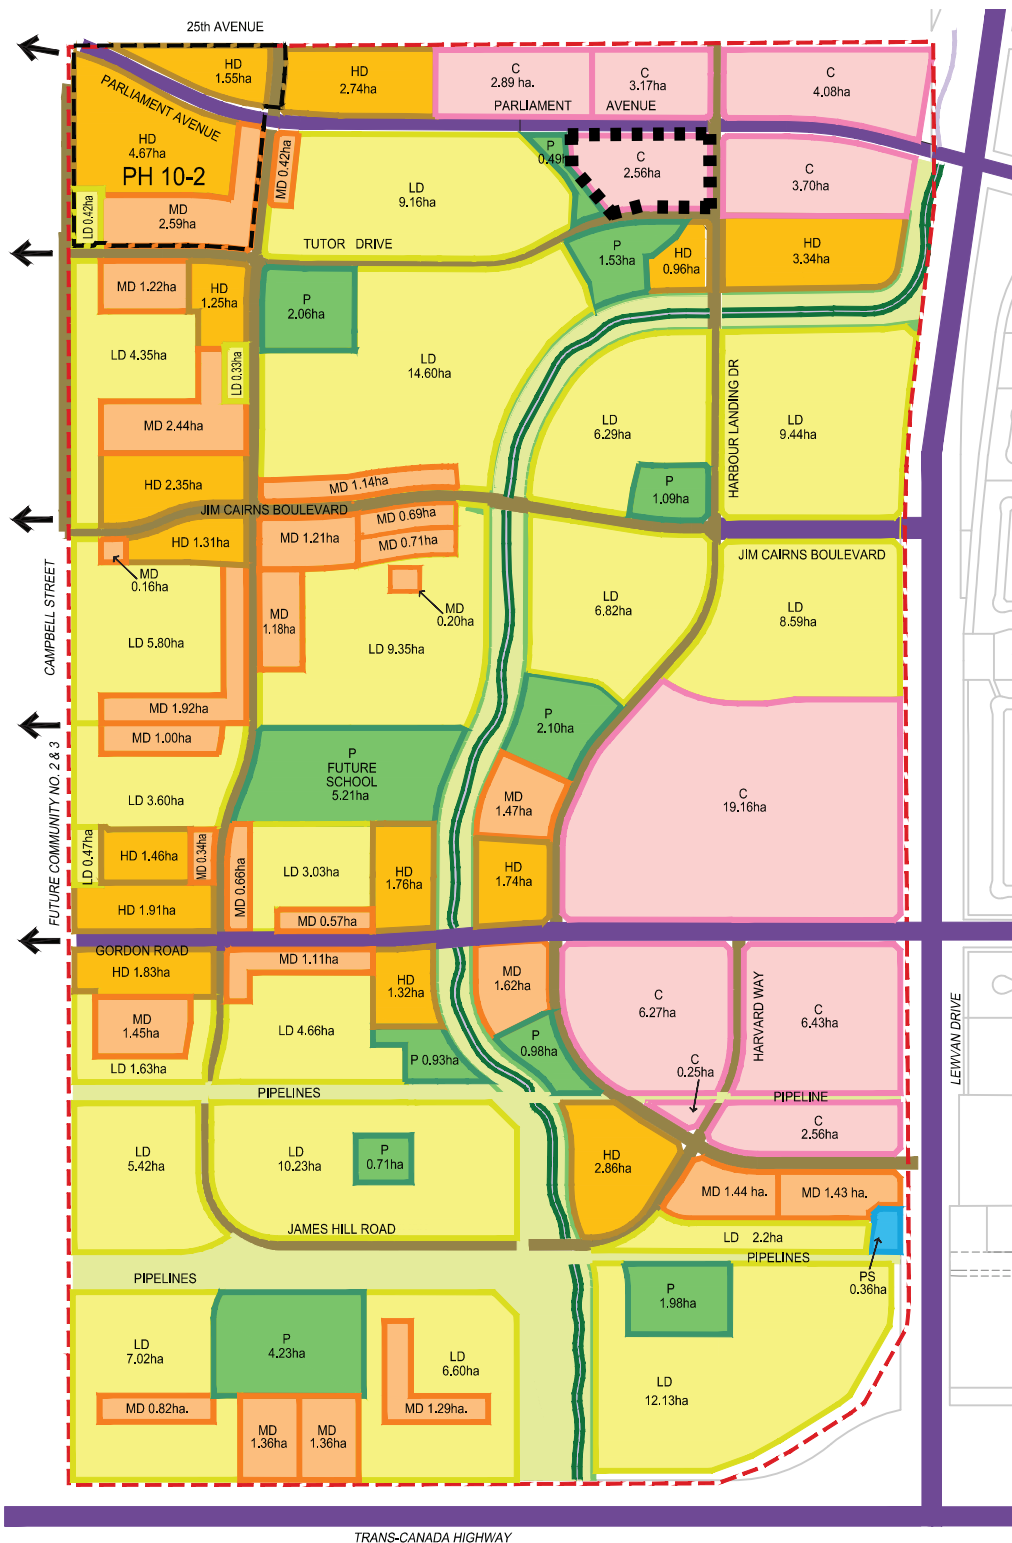 25th AVENUE
HD
1.55ha
HD
2.74ha
C
2.89 ha.
C
3.17ha
C
4.08ha
PARLIAMENT AVENUE
PARLIAMENT AVENUE
HD
4.67ha
PH 10-2
MD 0.42ha
LD
9.16ha
P
0.49ha
C
2.56ha
C
3.70ha
LD 0.42ha
MD
2.59ha
TUTOR DRIVE
P
1.53ha
HD
0.96ha
HD
3.34ha
MD 1.22ha
HD
1.25ha
P
2.06ha
LD 4.35ha
LD 0.33ha
LD
14.60ha
HARBOUR LANDING DR
LD
6.29ha
LD
9.44ha
MD 2.44ha
HD 2.35ha
MD 1.14ha
P
1.09ha
JIM CAIRNS BOULEVARD
MD 0.69ha
HD 1.31ha
MD 1.21ha
MD 0.71ha
JIM CAIRNS BOULEVARD
MD
0.16ha
CAMPBELL STREET
MD
1.18ha
MD
0.20ha
LD
6.82ha
LD
8.59ha
LD 5.80ha
LD 9.35ha
MD 1.92ha
P
2.10ha
MD 1.00ha
FUTURE COMMUNITY NO. 2 & 3
P
FUTURE
SCHOOL
5.21ha
LD 3.60ha
MD
1.47ha
C
19.16ha
LD 0.47ha
HD 1.46ha
MD 0.34ha
MD 0.66ha
LD 3.03ha
HD
1.76ha
HD
1.74ha
HD 1.91ha
MD 0.57ha
GORDON ROAD
HD 1.83ha
MD 1.11ha
HD
1.32ha
MD
1.62ha
C
6.27ha
HARVARD WAY
C
6.43ha
LEWVAN DRIVE
MD
1.45ha
LD 4.66ha
LD 1.63ha
P 0.93ha
P
0.98ha
C
0.25ha
PIPELINES
PIPELINE
C
2.56ha
LD
5.42ha
LD
10.23ha
P
0.71ha
HD
2.86ha
MD 1.44 ha.
MD 1.43 ha.
JAMES HILL ROAD
LD 2.2ha
PIPELINES
PIPELINES
PS
0.36ha
P
1.98ha
LD
7.02ha
P
4.23ha
LD
6.60ha
LD
12.13ha
MD 0.82ha.
MD 1.29ha.
MD
1.36ha
MD
1.36ha
TRANS-CANADA HIGHWAY